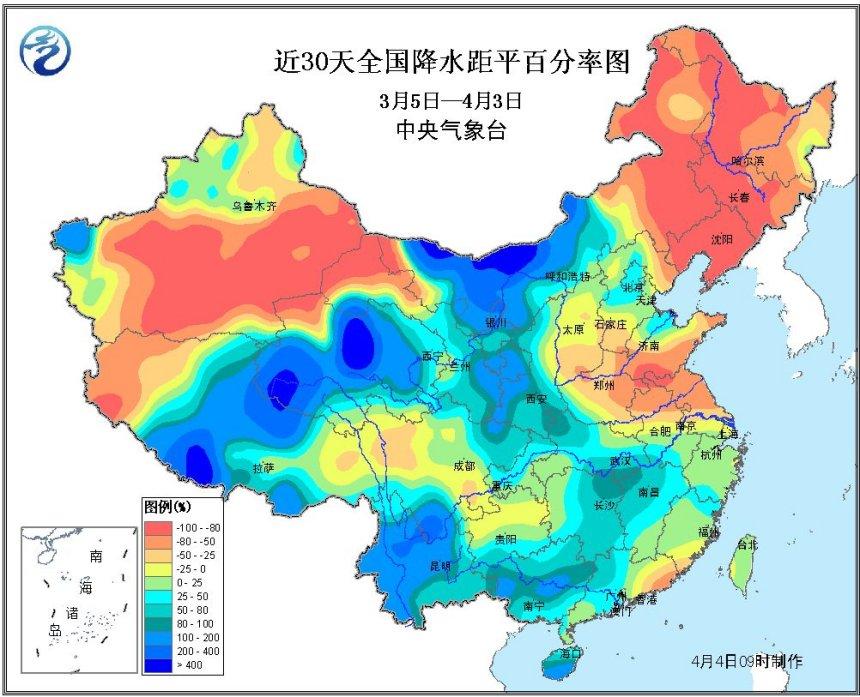 近30天全国降水距平百分率图
3月5日—4月3日
中央气象台
哈尔滨
长春
乌鲁木齐
沈阳
呼和浩特
北京
天津
银川
太原
石家庄
济南
西宁
兰州
郑州
西安
合肥
南京
上海
拉萨
成都
武汉
杭州
重庆
南昌
长沙
贵阳
福州
台北
昆明
广州
香港
澳门
南宁
海口
图例(%)
-100 - -80
-80 - -50
-50 - -25
-25 - 0
0 - 25
25 - 50
50 - 80
80 - 100
100 - 200
200 - 400
> 400
南
海
诸
岛
4月4日09时制作